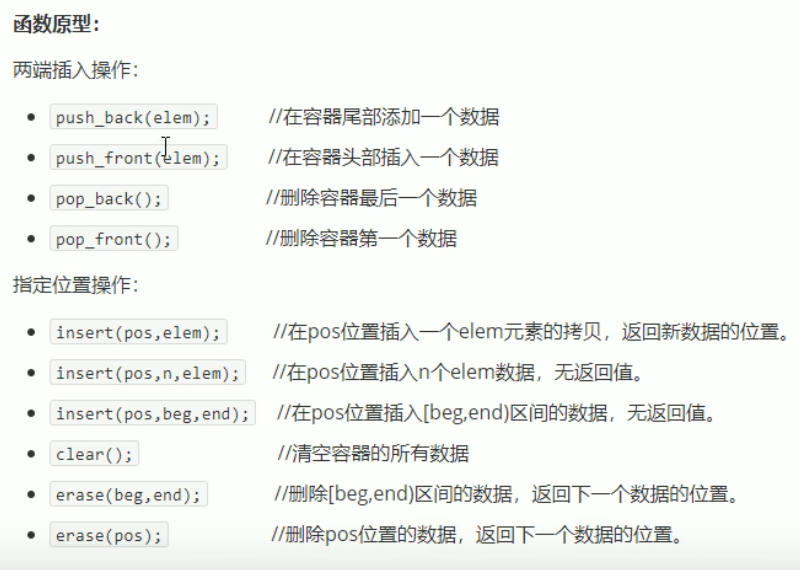 函数原型：
两端插入操作：
push_back(elem); //在容器尾部添加一个数据
push_front(elem); //在容器头部插入一个数据
pop_back(); //删除容器最后一个数据
pop_front(); //删除容器第一个数据
指定位置操作：
insert(pos,elem); //在pos位置插入一个elem元素的拷贝，返回新数据的位置。
insert(pos,n,elem); //在pos位置插入n个elem数据，无返回值。
insert(pos,beg,end); //在pos位置插入[beg,end)区间的数据，无返回值。
clear(); //清空容器的所有数据
erase(beg,end); //删除[beg,end)区间的数据，返回下一个数据的位置。
erase(pos); //删除pos位置的数据，返回下一个数据的位置。